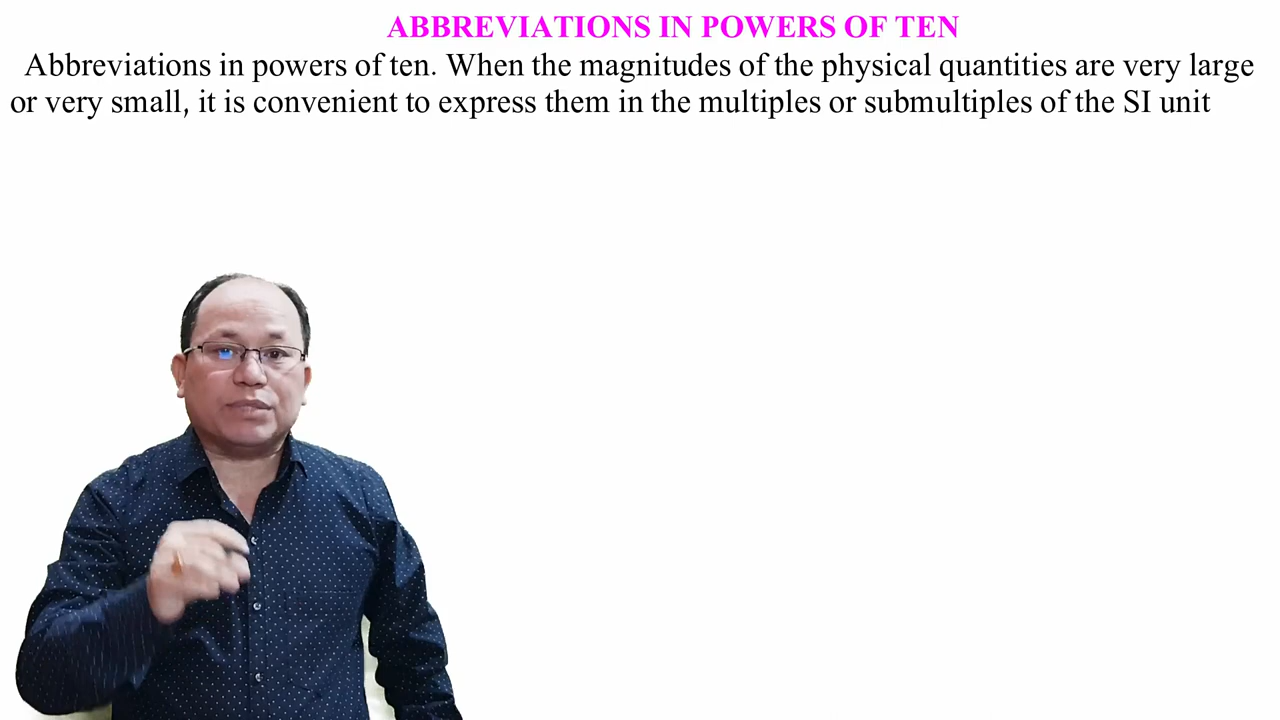 ABBREVIATIONS IN POWERS OF TEN
Abbreviations in powers of ten. When the magnitudes of the physical quantities are very large
or very small, it is convenient to express them in the multiples or submultiples of the SI unit